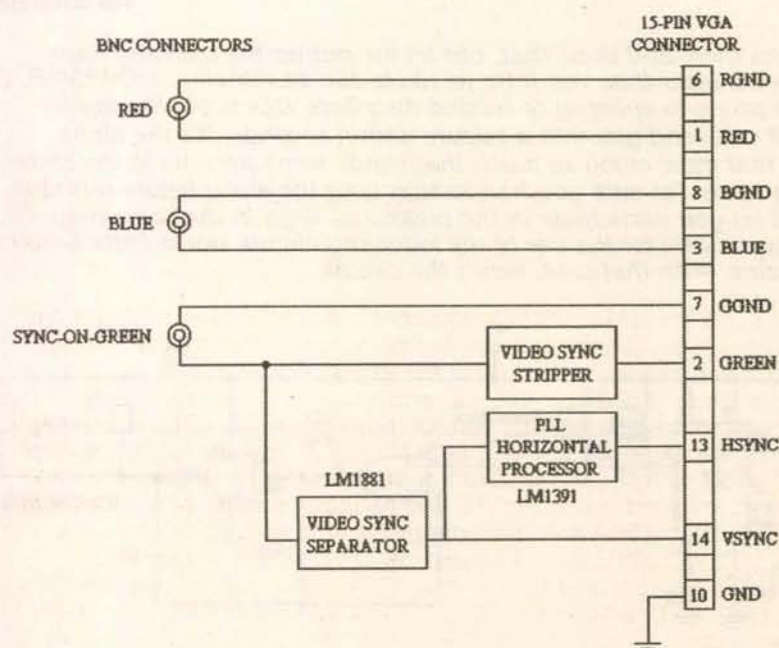 15-PIN VGA
CONNECTOR
BNC CONNECTORS
6 RGND
RED
1 RED
8 BGND
BLUE
3 BLUE
7 GGND
SYNC-ON-GREEN
VIDEO SYNC
STRIPPER
2 GREEN
PLL
HORIZONTAL
PROCESSOR
13 HSYNC
LM1391
LM1881
VIDEO SYNC
SEPARATOR
14 VSYNC
10 GND